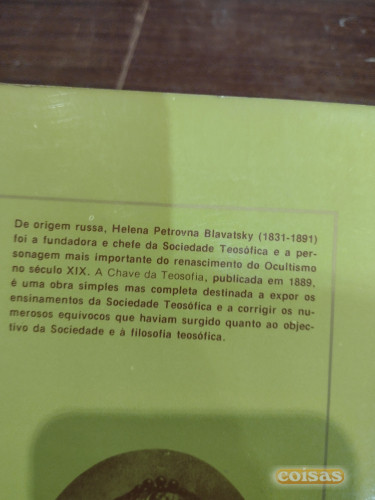 De origem russa, Helena Petrovna Blavatsky (1831-1891)
foi a fundadora e chefe da Sociedade Teosófica e a per-
sonagem mais importante do renascimento do Ocultismo
no século XIX. A Chave da Teosofia, publicada em 1889,
é uma obra simples mas completa destinada a expor os
ensinamentos da Sociedade Teosófica e a corrigir os nu-
merosos equívocos que haviam surgido quanto ao objec-
tivo da Sociedade e à filosofia teosófica.
coisas